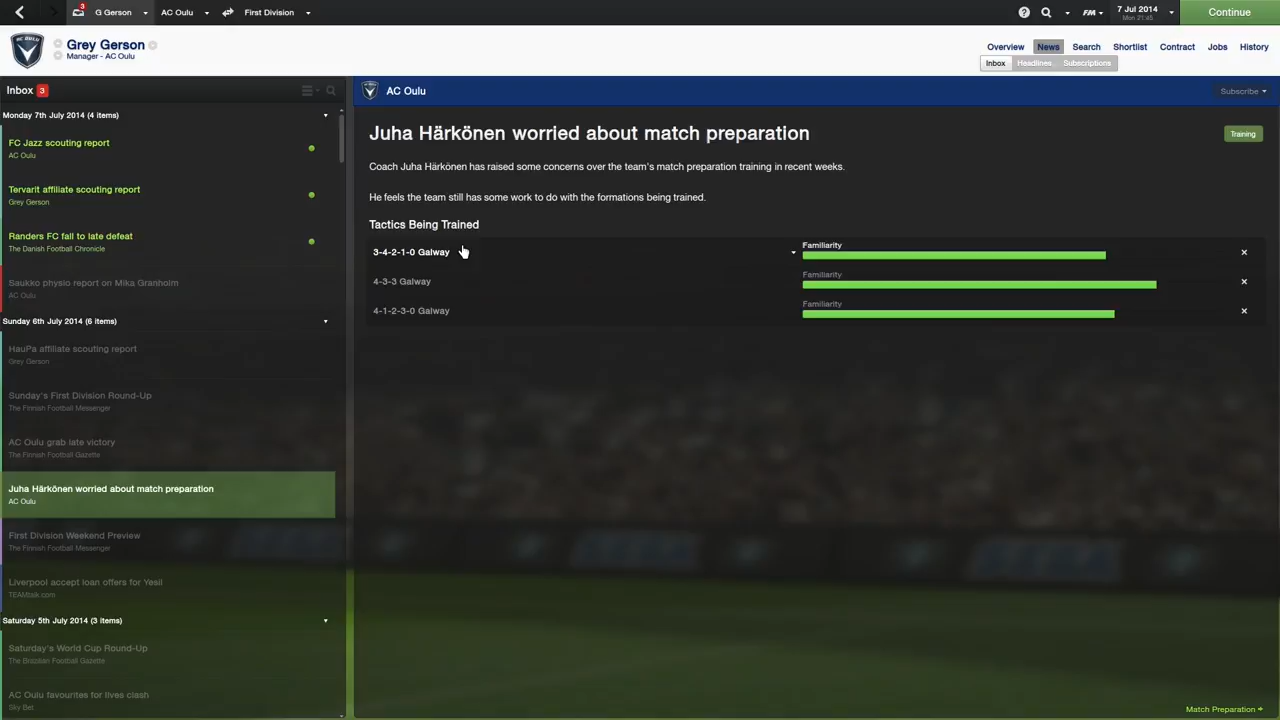 3
G Gerson
AC Oulu
First Division
FM
7 Jul 2014
Mon 21:45
Continue
Grey Gerson
Manager - AC Oulu
Overview
News
Search
Shortlist
Contract
Jobs
History
Inbox
Headlines
Subscriptions
Inbox 3
Monday 7th July 2014 (4 items)
FC Jazz scouting report
AC Oulu
Tervarit affiliate scouting report
Grey Gerson
Randers FC fall to late defeat
The Danish Football Chronicle
Saukko physio report on Mika Granholm
AC Oulu
Sunday 6th July 2014 (6 items)
HauPa affiliate scouting report
Grey Gerson
Sunday's First Division Round-Up
The Finnish Football Messenger
AC Oulu grab late victory
The Finnish Football Gazette
Juha Härkönen worried about match preparation
AC Oulu
First Division Weekend Preview
The Finnish Football Messenger
Liverpool accept loan offers for Yesil
TEAMtalk.com
Saturday 5th July 2014 (3 items)
Saturday's World Cup Round-Up
The Brazilian Football Gazette
AC Oulu favourites for lives clash
Sky Bet
AC Oulu
Subscribe
Juha Härkönen worried about match preparation
Training
Coach Juha Härkönen has raised some concerns over the team's match preparation training in recent weeks.
He feels the team still has some work to do with the formations being trained.
Tactics Being Trained
3-4-2-1-0 Galway
Familiarity
4-3-3 Galway
Familiarity
4-1-2-3-0 Galway
Familiarity
Match Preparation